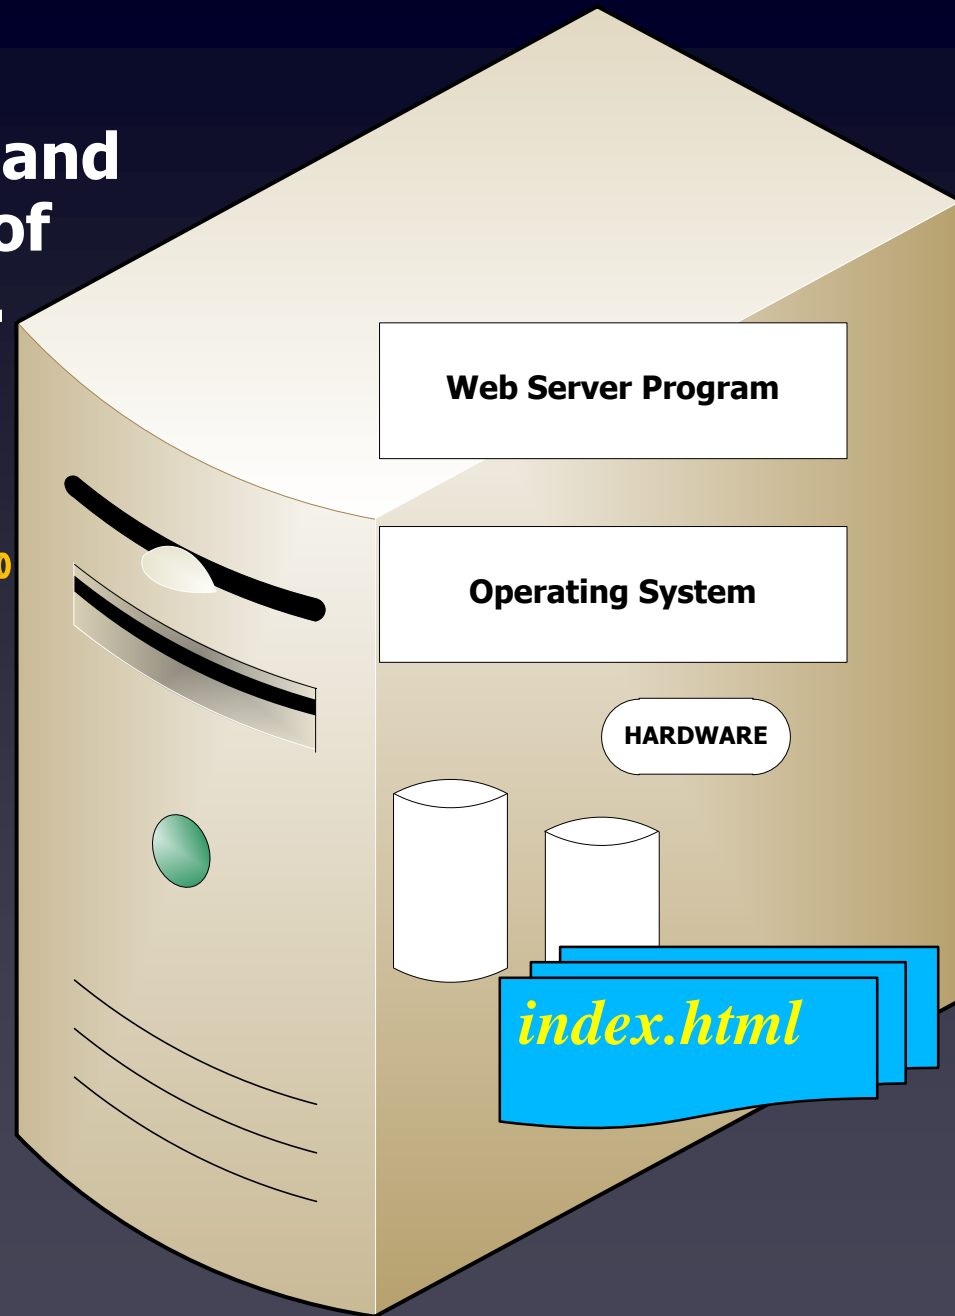 and
of
Web Server Program
Operating System
HARDWARE
index.html